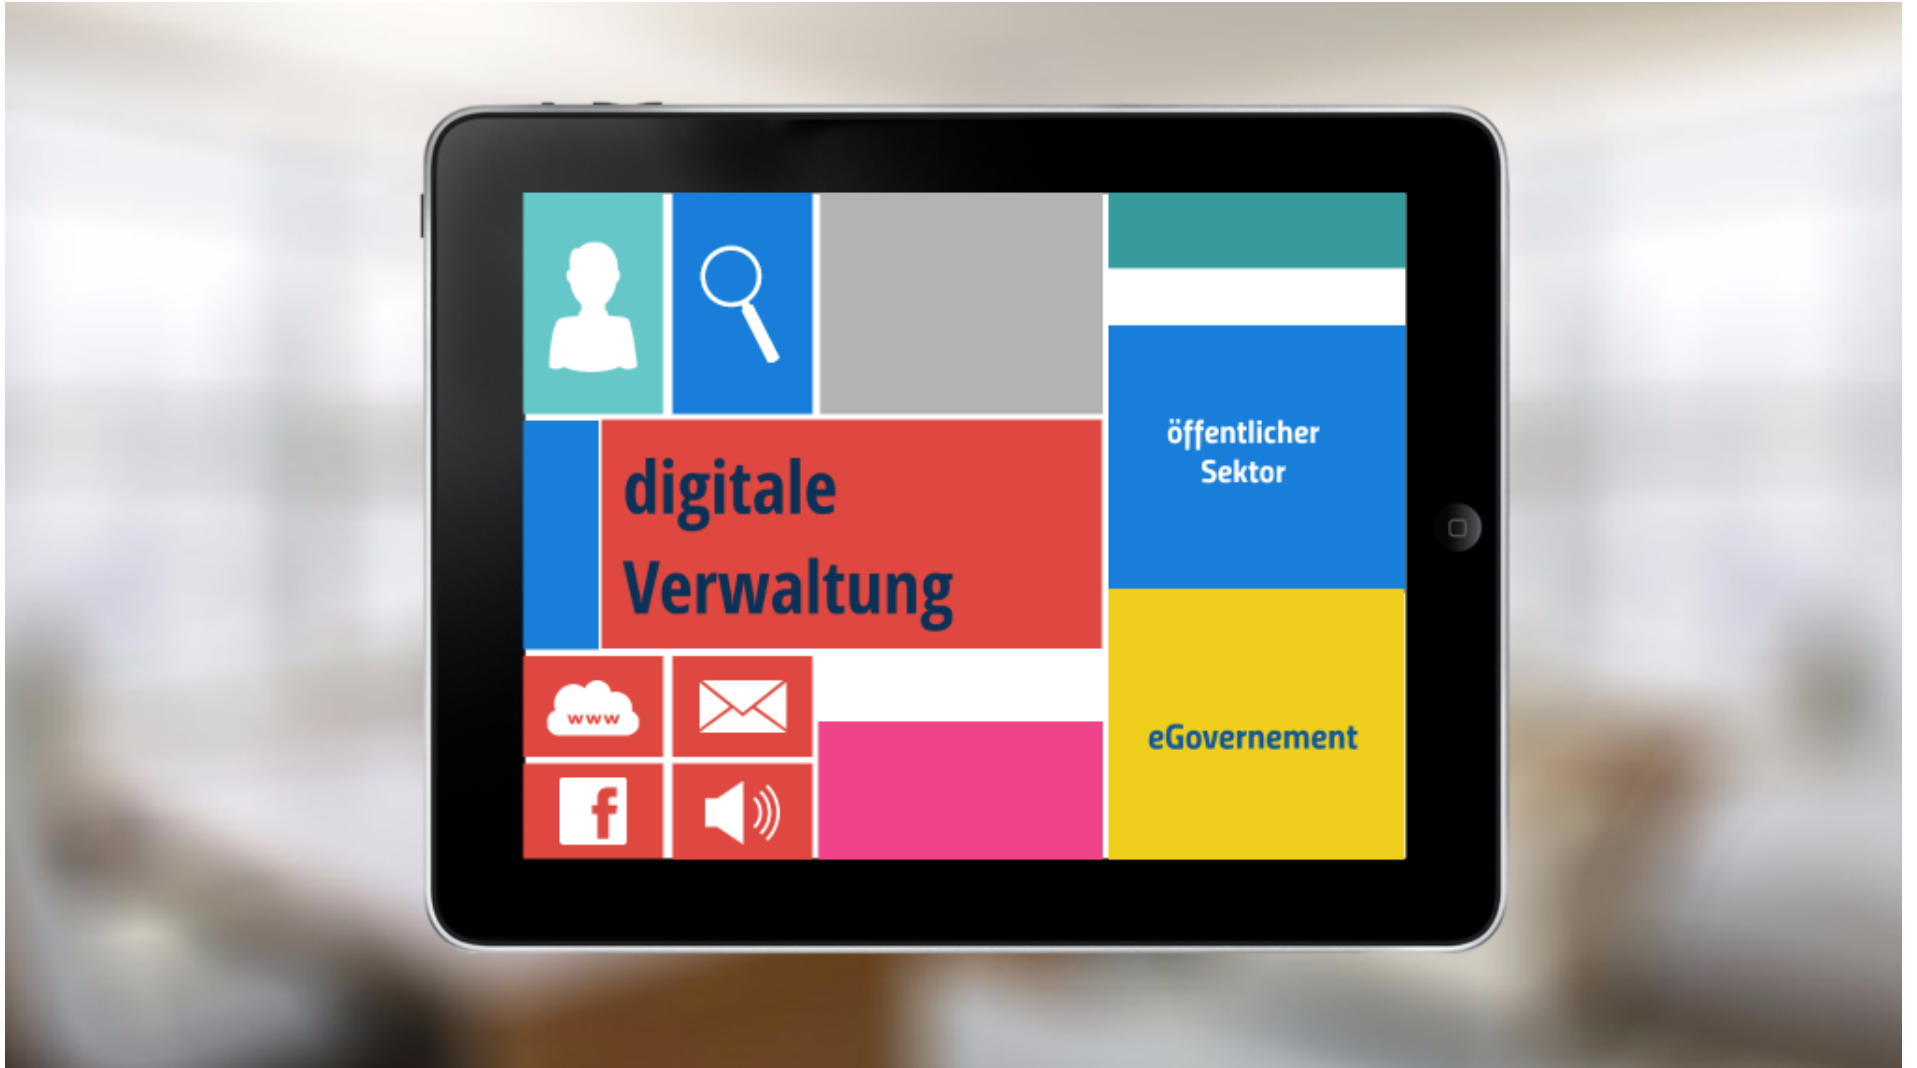 öffentlicher
Sektor
digitale
Verwaltung
www
f
eGovernement